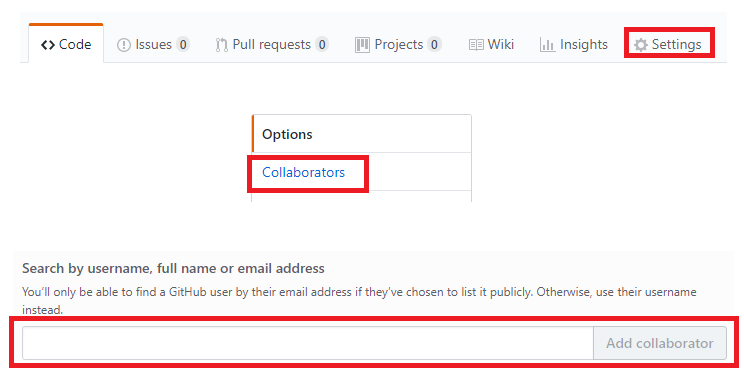 Code Issues 0 Pull requests 0 Projects 0 Wiki Insights Settings
Options
Collaborators
Search by username, full name or email address
You'll only be able to find a GitHub user by their email address if they've chosen to list it publicly. Otherwise, use their username
instead.
Add collaborator